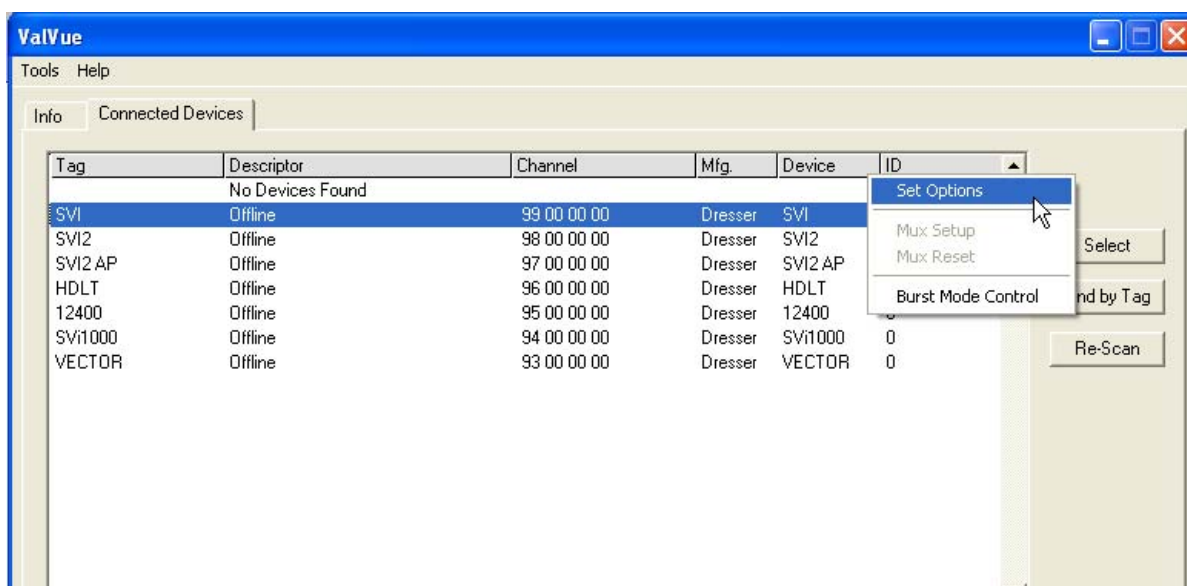 ValVue
Tools Help
Info Connected Devices
Tag Descriptor Channel Mfg. Device ID
No Devices Found
SVI Offline 99 00 00 00 Dresser SVI
SVI2 Offline 98 00 00 00 Dresser SVI2
SVI2 AP Offline 97 00 00 00 Dresser SVI2 AP
HDLT Offline 96 00 00 00 Dresser HDLT
12400 Offline 95 00 00 00 Dresser 12400
SVi1000 Offline 94 00 00 00 Dresser SVi1000 0
VECTOR Offline 93 00 00 00 Dresser VECTOR 0
Set Options
Mux Setup
Mux Reset
Burst Mode Control
Select
nd by Tag
Re-Scan